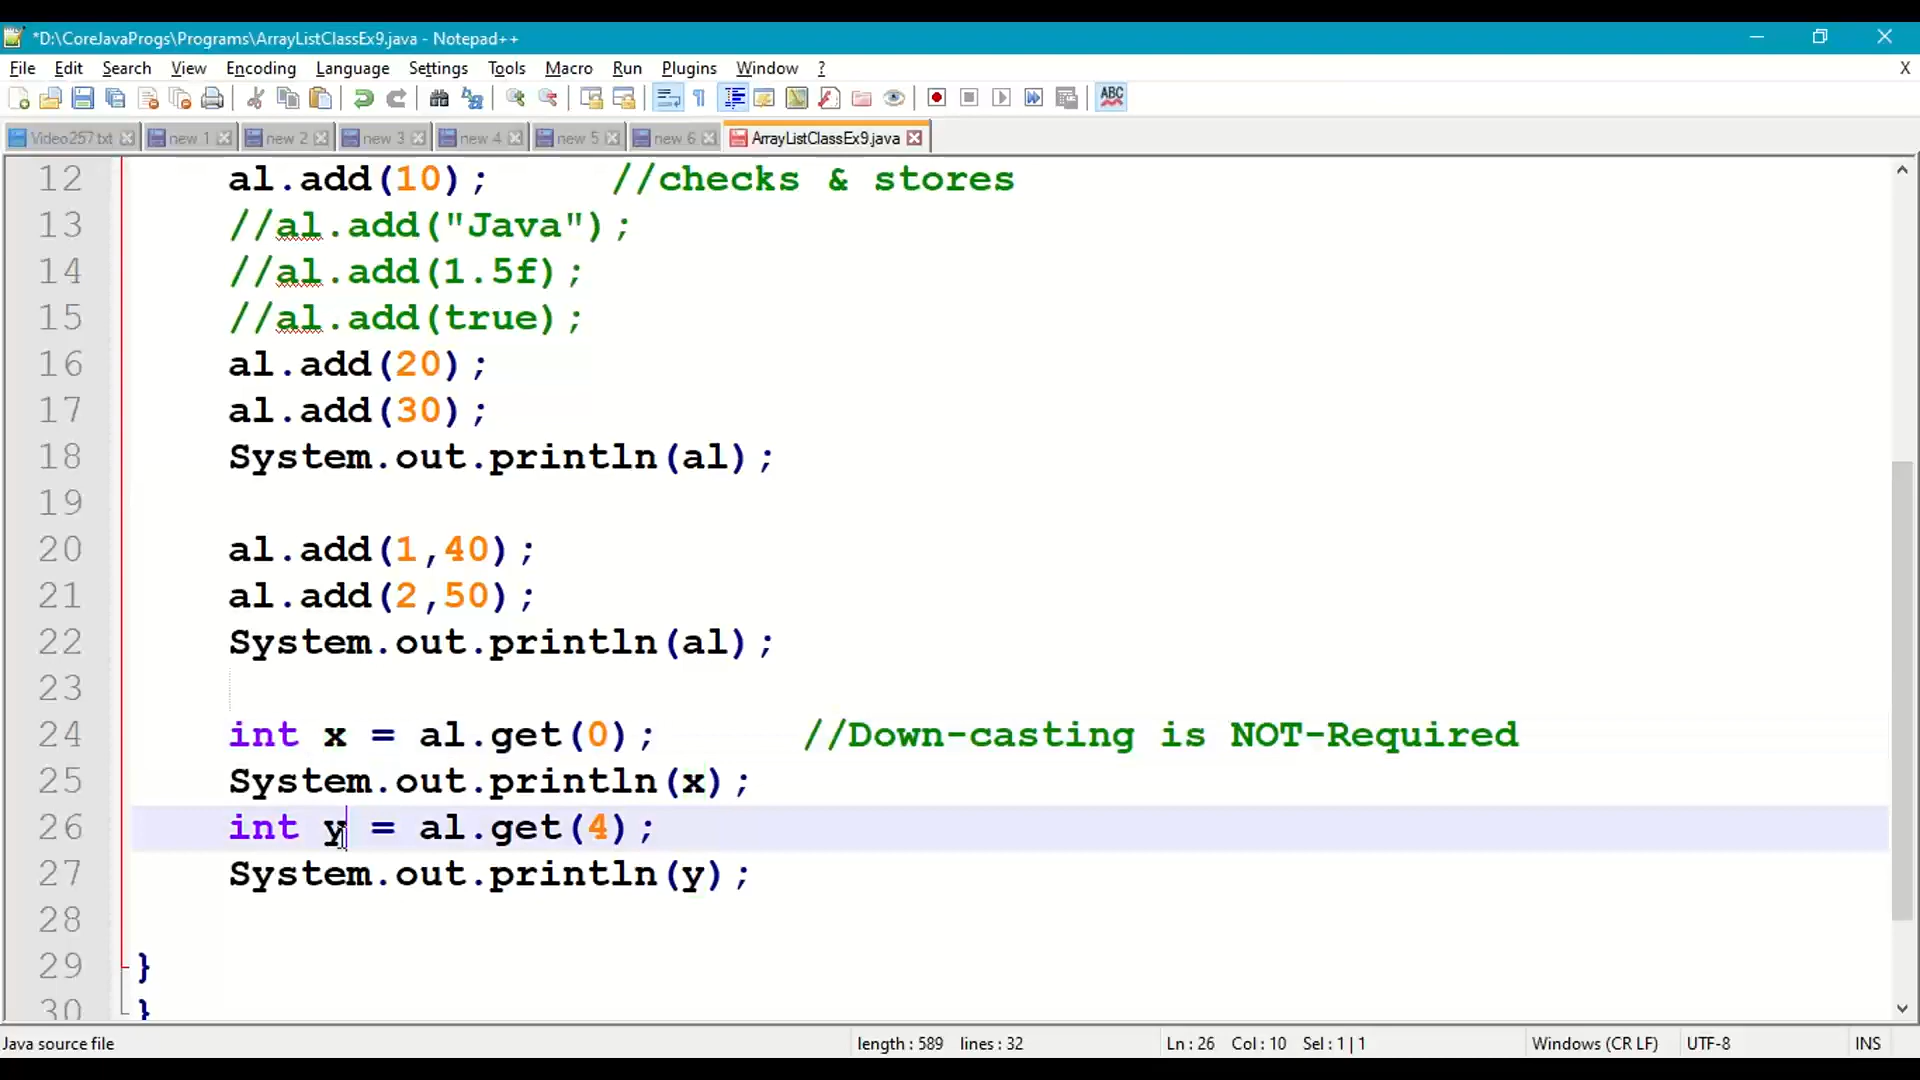 *D:\CoreJavaProgs\Programs\ArrayListClassEx9.java - Notepad++
File Edit Search View Encoding Language Settings Tools Macro Run Plugins Window ? X
ABC
Video257.txt new 1 new 2 new 3 new 4 new 5 new 6 ArrayListClassEx9.java
12 al.add(10); //checks & stores
13 //al.add("Java");
14 //al.add(1.5f);
15 //al.add(true);
16 al.add(20);
17 al.add(30);
18 System.out.println(al);
19
20 al.add(1,40);
21 al.add(2,50);
22 System.out.println(al);
23
24 int x = al.get(0); //Down-casting is NOT-Required
25 System.out.println(x);
26 int y = al.get(4);
27 System.out.println(y);
28
29 }
30 }
Java source file length : 589 lines : 32 Ln : 26 Col : 10 Sel : 1 | 1 Windows (CR LF) UTF-8 INS